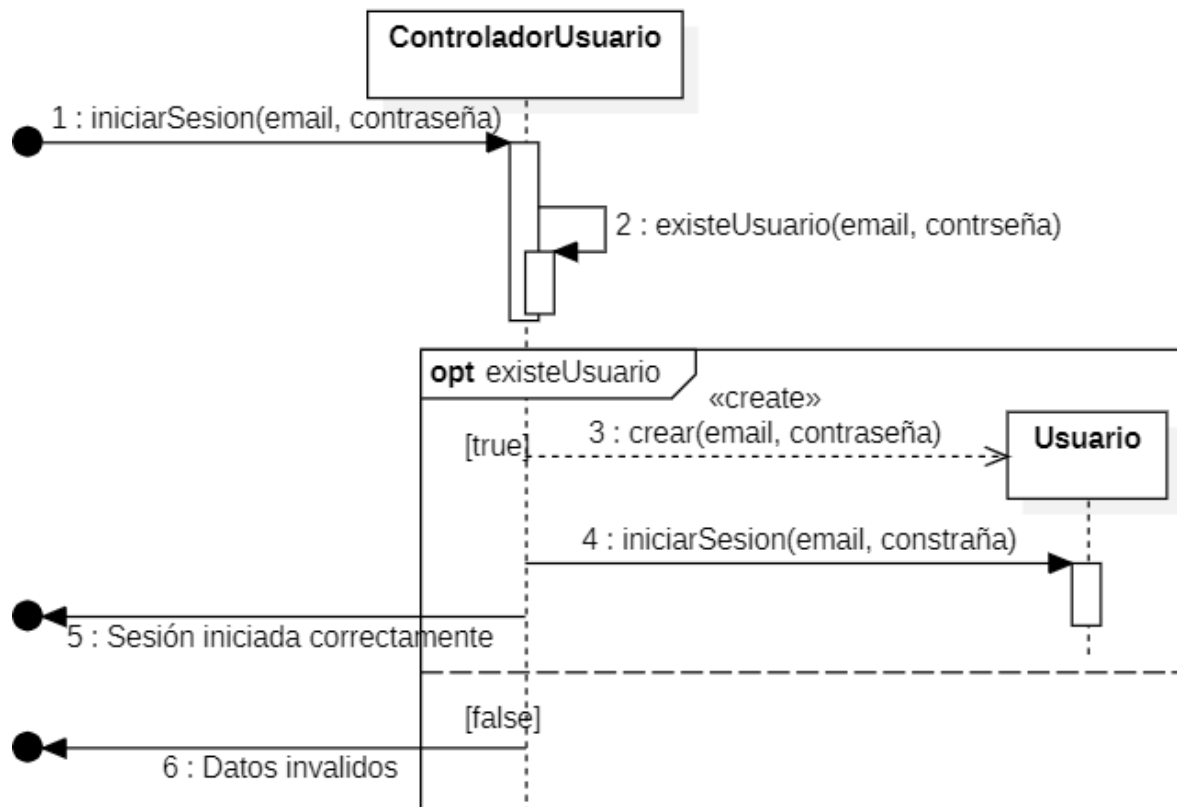 ControladorUsuario
1 : iniciarSesion(email, contraseña)
2 : existeUsuario(email, contrseña)
opt existeUsuario
«create»
[true]
3 : crear(email, contraseña)
Usuario
4 : iniciarSesion(email, constraña)
5 : Sesión iniciada correctamente
[false]
6 : Datos invalidos